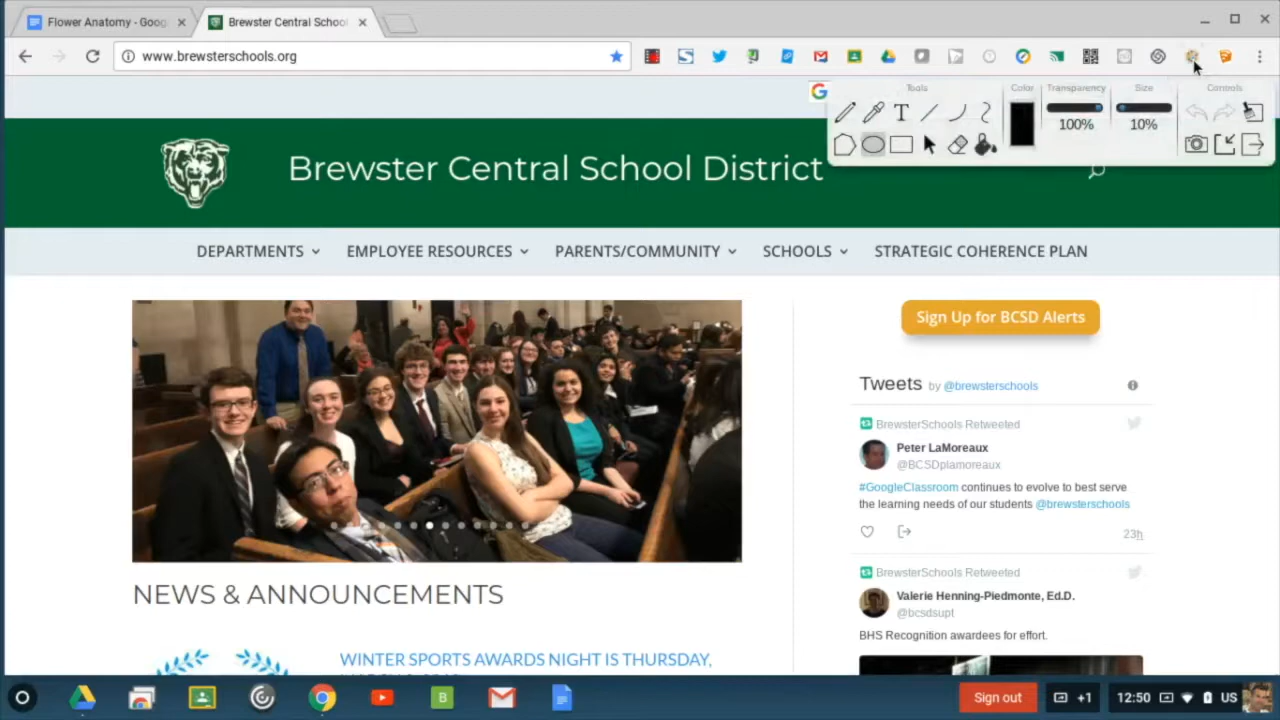 Flower Anatomy - Goog
Brewster Central School
www.brewsterschools.org
Tools
Color
Transparency
Size
Controls
100%
10%
Brewster Central School District
DEPARTMENTS
EMPLOYEE RESOURCES
PARENTS/COMMUNITY
SCHOOLS
STRATEGIC COHERENCE PLAN
Sign Up for BCSD Alerts
Tweets by @brewsterschools
BrewsterSchools Retweeted
Peter LaMoreaux
@BCSDplamoreaux
#GoogleClassroom continues to evolve to best serve
the learning needs of our students @brewsterschools
23h
BrewsterSchools Retweeted
Valerie Henning-Piedmonte, Ed.D.
@bcsdsupt
BHS Recognition awardees for effort.
NEWS & ANNOUNCEMENTS
WINTER SPORTS AWARDS NIGHT IS THURSDAY,
Sign out
+1
12:50
US